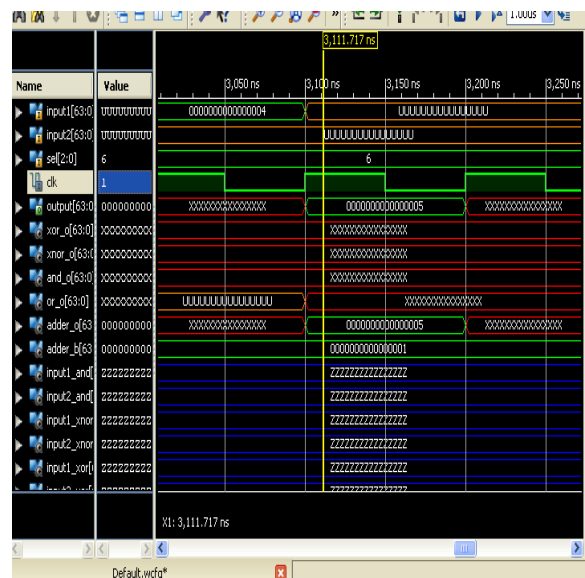 1.00us
3,111.717 ns
Name Value
3,050 ns 3,100 ns 3,150 ns 3,200 ns 3,250 ns
input1[63:0] UUUUUUUUU 0000000000000004 UUUUUUUUUUUUUUUU
input2[63:0] UUUUUUUUU UUUUUUUUUUUUUUUU
sel[2:0] 6 6
clk 1
output[63:0 000000000 XXXXXXXXXXXXXXXX 0000000000000005 XXXXXXXXXXXXXXXX
xor_o[63:0] XXXXXXXXX XXXXXXXXXXXXXXXX
xnor_o[63:0 XXXXXXXXX XXXXXXXXXXXXXXXX
and_o[63:0] XXXXXXXXX XXXXXXXXXXXXXXXX
or_o[63:0] XXXXXXXXX UUUUUUUUUUUUUUUU XXXXXXXXXXXXXXXX
adder_o[63 000000000 XXXXXXXXXXXXXXXX 0000000000000005 XXXXXXXXXXXXXXXX
adder_b[63 000000000 0000000000000001
input1_and[ ZZZZZZZZZ ZZZZZZZZZZZZZZZZ
input2_and[ ZZZZZZZZZ ZZZZZZZZZZZZZZZZ
input1_xnor ZZZZZZZZZ ZZZZZZZZZZZZZZZZ
input2_xnor ZZZZZZZZZ ZZZZZZZZZZZZZZZZ
input1_xor[ ZZZZZZZZZ ZZZZZZZZZZZZZZZZ
X1: 3,111.717 ns
Default.wcfg*